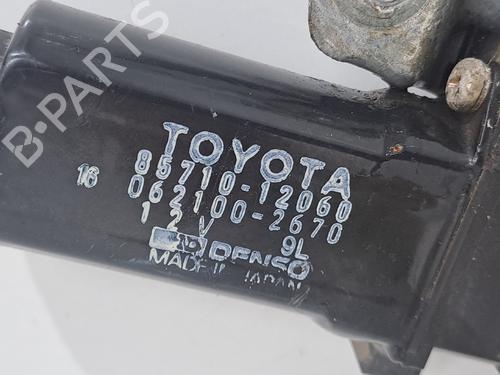 B-PARTS
TOYOTA
85710-12060
16 062100-2670
12V 9L
DENSO
MADE IN JAPAN